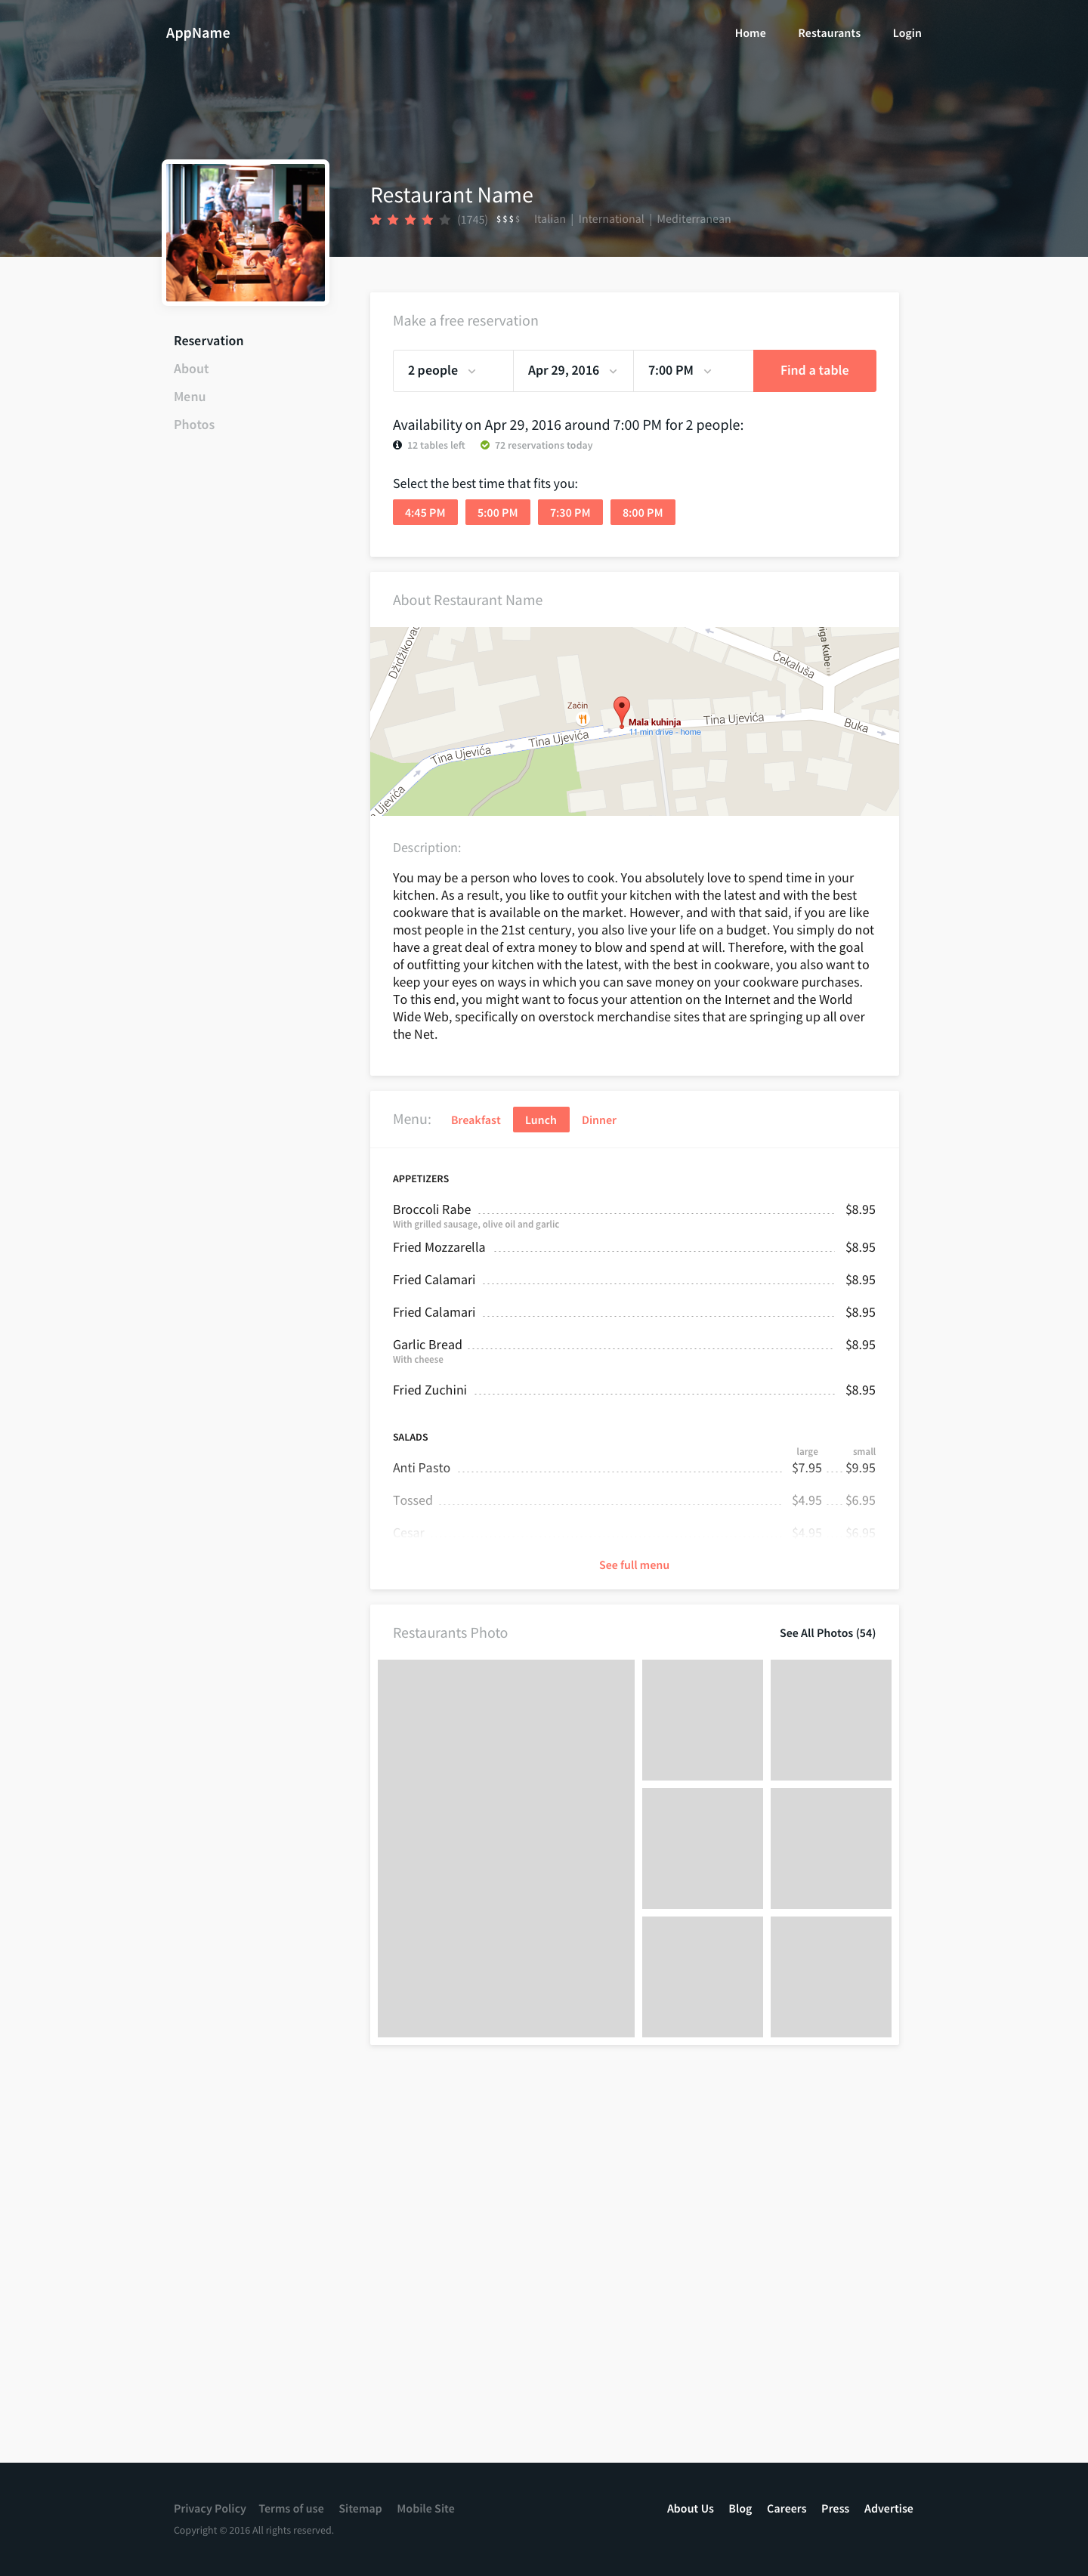 AppName Home Restaurants Login
Restaurant Name
(1745) $$$$ Italian | International | Mediterranean
Reservation
About
Menu
Photos
Make a free reservation
2 people Apr 29, 2016 7:00 PM Find a table
Availability on Apr 29, 2016 around 7:00 PM for 2 people:
12 tables left 72 reservations today
Select the best time that fits you:
4:45 PM 5:00 PM 7:30 PM 8:00 PM
About Restaurant Name
Čekaluša
Začin
Mala kuhinja
11 min drive - home
Tina Ujevića
Tina Ujevića
Tina Ujevića
Buka
Ujevića
Description:
You may be a person who loves to cook. You absolutely love to spend time in your
kitchen. As a result, you like to outfit your kitchen with the latest and with the best
cookware that is available on the market. However, and with that said, if you are like
most people in the 21st century, you also live your life on a budget. You simply do not
have a great deal of extra money to blow and spend at will. Therefore, with the goal
of outfitting your kitchen with the latest, with the best in cookware, you also want to
keep your eyes on ways in which you can save money on your cookware purchases.
To this end, you might want to focus your attention on the Internet and the World
Wide Web, specifically on overstock merchandise sites that are springing up all over
the Net.
Menu: Breakfast Lunch Dinner
APPETIZERS
Broccoli Rabe $8.95
With grilled sausage, olive oil and garlic
Fried Mozzarella $8.95
Fried Calamari $8.95
Fried Calamari $8.95
Garlic Bread $8.95
With cheese
Fried Zuchini $8.95
SALADS
large small
Anti Pasto $7.95 $9.95
Tossed $4.95 $6.95
Cesar $4.95 $6.95
See full menu
Restaurants Photo See All Photos (54)
Privacy Policy Terms of use Sitemap Mobile Site About Us Blog Careers Press Advertise
Copyright © 2016 All rights reserved.